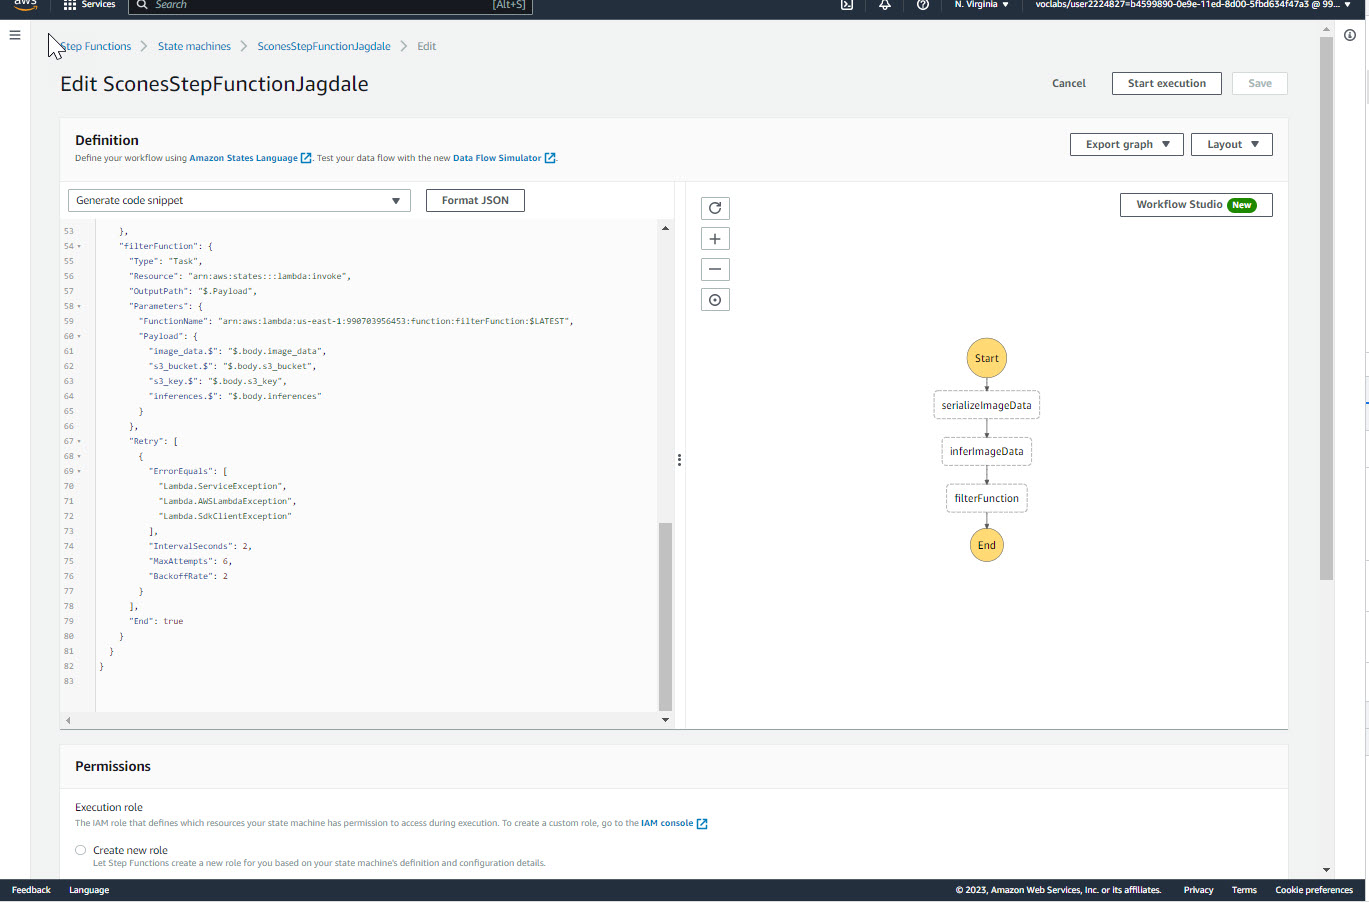 aws Services Search [Alt+S] N. Virginia voclabs/user2224827=b4599890-0e9e-11ed-8d00-5fbd634f47a3 @ 99...
Step Functions State machines SconesStepFunctionJagdale Edit
Edit SconesStepFunctionJagdale
Cancel Start execution Save
Definition
Define your workflow using Amazon States Language. Test your data flow with the new Data Flow Simulator.
Export graph Layout
Generate code snippet Format JSON
Workflow Studio New
53 },
54 "filterFunction": {
55 "Type": "Task",
56 "Resource": "arn:aws:states:::lambda:invoke",
57 "OutputPath": "$.Payload",
58 "Parameters": {
59 "FunctionName": "arn:aws:lambda:us-east-1:990703956453:function:filterFunction:$LATEST",
60 "Payload": {
61 "image_data.$": "$.body.image_data",
62 "s3_bucket.$": "$.body.s3_bucket",
63 "s3_key.$": "$.body.s3_key",
64 "inferences.$": "$.body.inferences"
65 }
66 },
67 "Retry": [
68 {
69 "ErrorEquals": [
70 "Lambda.ServiceException",
71 "Lambda.AWSLambdaException",
72 "Lambda.SdkClientException"
73 ],
74 "IntervalSeconds": 2,
75 "MaxAttempts": 6,
76 "BackoffRate": 2
77 }
78 ],
79 "End": true
80 }
81 }
82 }
83
Start
serializeImageData
inferImageData
filterFunction
End
Permissions
Execution role
The IAM role that defines which resources your state machine has permission to access during execution. To create a custom role, go to the IAM console
Create new role
Let Step Functions create a new role for you based on your state machine's definition and configuration details.
Feedback Language © 2023, Amazon Web Services, Inc. or its affiliates. Privacy Terms Cookie preferences